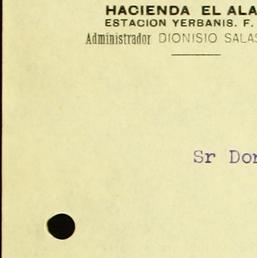 HACIENDA EL ALA
ESTACION YERBANIS. F.
Administrador DIONISIO SALAS
Sr Don